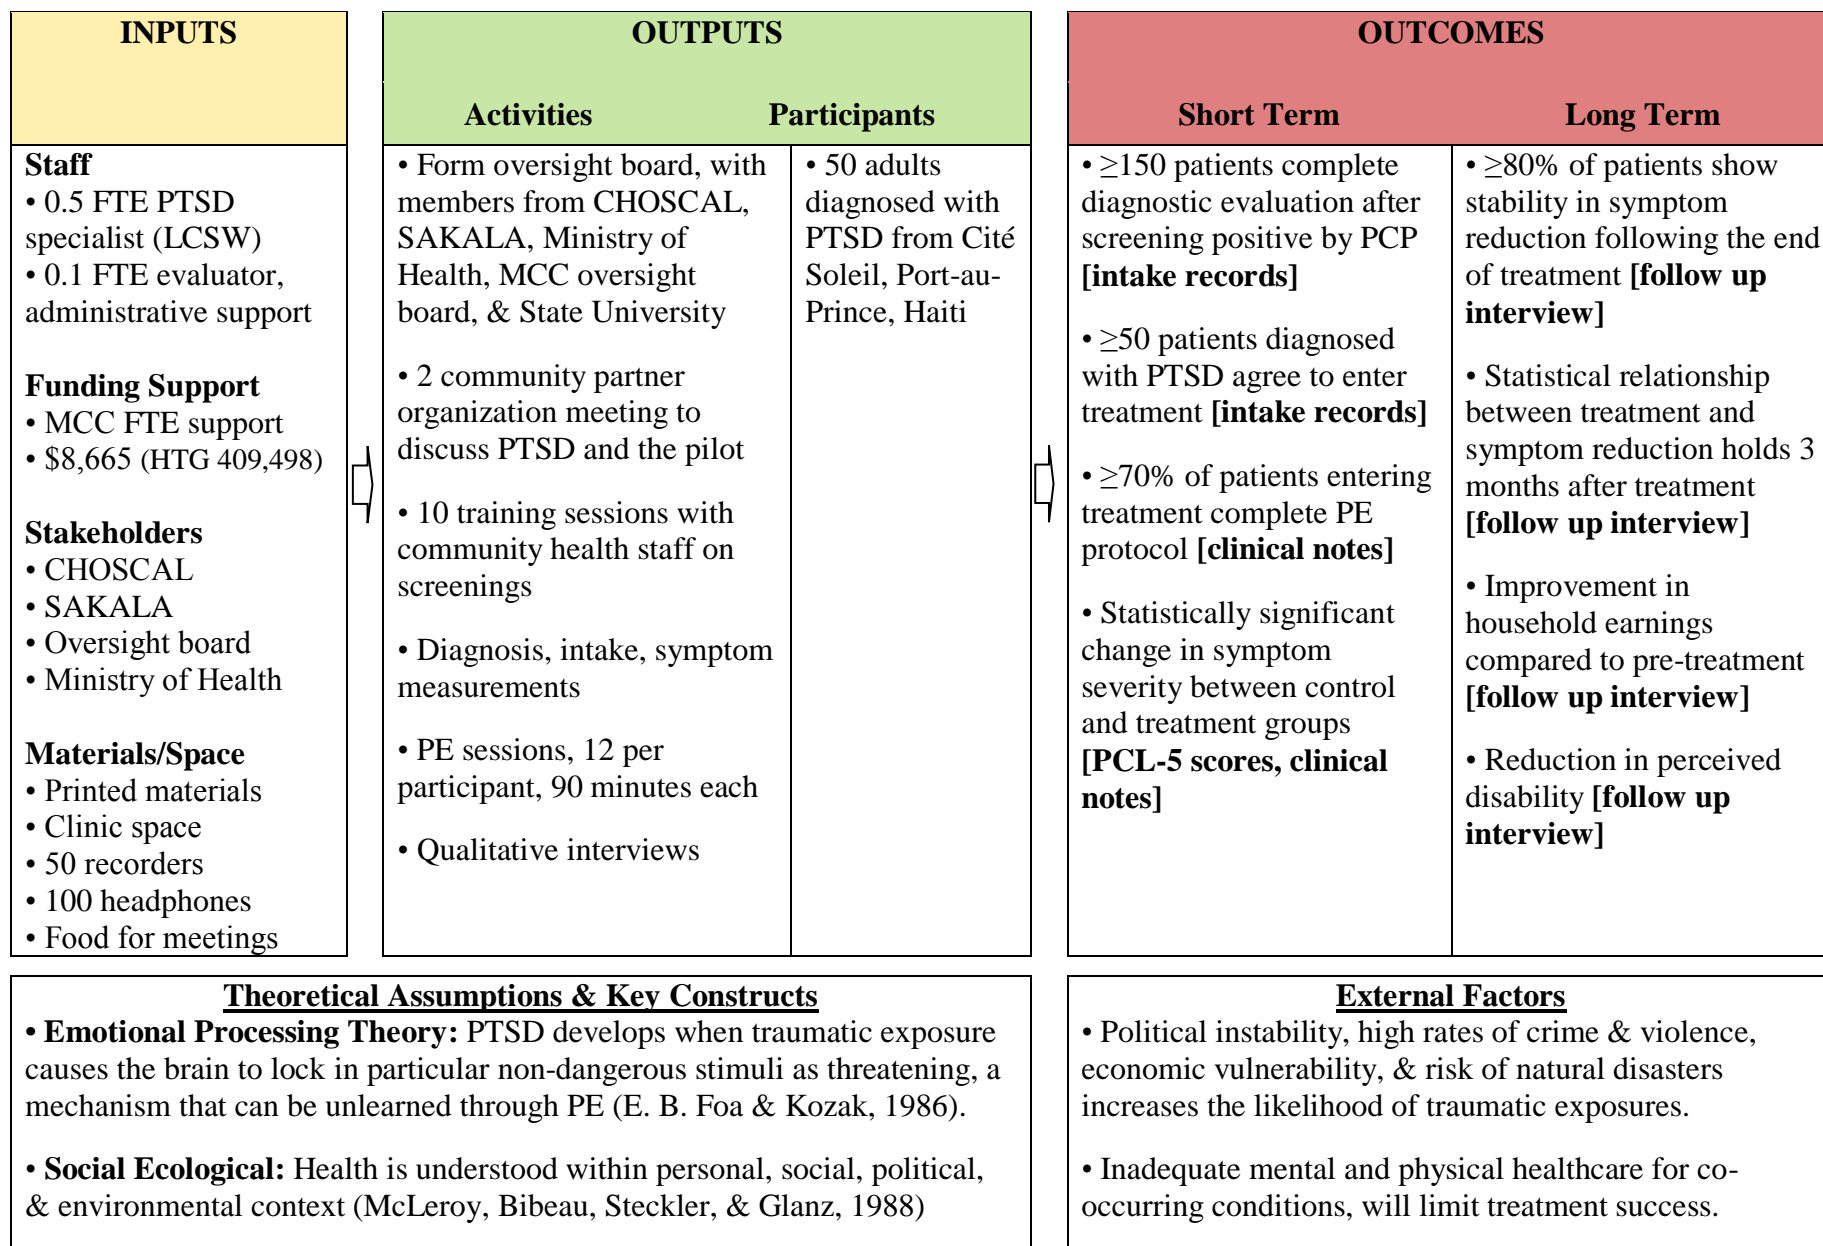 INPUTS
Staff
• 0.5 FTE PTSD
specialist (LCSW)
• 0.1 FTE evaluator,
administrative support
Funding Support
• MCC FTE support
• $8,665 (HTG 409,498)
Stakeholders
• CHOSCAL
• SAKALA
• Oversight board
• Ministry of Health
Materials/Space
• Printed materials
• Clinic space
• 50 recorders
• 100 headphones
• Food for meetings
OUTPUTS
Activities
• Form oversight board, with
members from CHOSCAL,
SAKALA, Ministry of
Health, MCC oversight
board, & State University
• 2 community partner
organization meeting to
discuss PTSD and the pilot
• 10 training sessions with
community health staff on
screenings
• Diagnosis, intake, symptom
measurements
• PE sessions, 12 per
participant, 90 minutes each
• Qualitative interviews
Participants
• 50 adults
diagnosed with
PTSD from Cité
Soleil, Port-au-
Prince, Haiti
OUTCOMES
Short Term
• ≥150 patients complete
diagnostic evaluation after
screening positive by PCP
[intake records]
• ≥50 patients diagnosed
with PTSD agree to enter
treatment [intake records]
• ≥70% of patients entering
treatment complete PE
protocol [clinical notes]
• Statistically significant
change in symptom
severity between control
and treatment groups
[PCL-5 scores, clinical
notes]
Long Term
• ≥80% of patients show
stability in symptom
reduction following the end
of treatment [follow up
interview]
• Statistical relationship
between treatment and
symptom reduction holds 3
months after treatment
[follow up interview]
• Improvement in
household earnings
compared to pre-treatment
[follow up interview]
• Reduction in perceived
disability [follow up
interview]
Theoretical Assumptions & Key Constructs
• Emotional Processing Theory: PTSD develops when traumatic exposure
causes the brain to lock in particular non-dangerous stimuli as threatening, a
mechanism that can be unlearned through PE (E. B. Foa & Kozak, 1986).
• Social Ecological: Health is understood within personal, social, political,
& environmental context (McLeroy, Bibeau, Steckler, & Glanz, 1988)
External Factors
• Political instability, high rates of crime & violence,
economic vulnerability, & risk of natural disasters
increases the likelihood of traumatic exposures.
• Inadequate mental and physical healthcare for co-
occurring conditions, will limit treatment success.